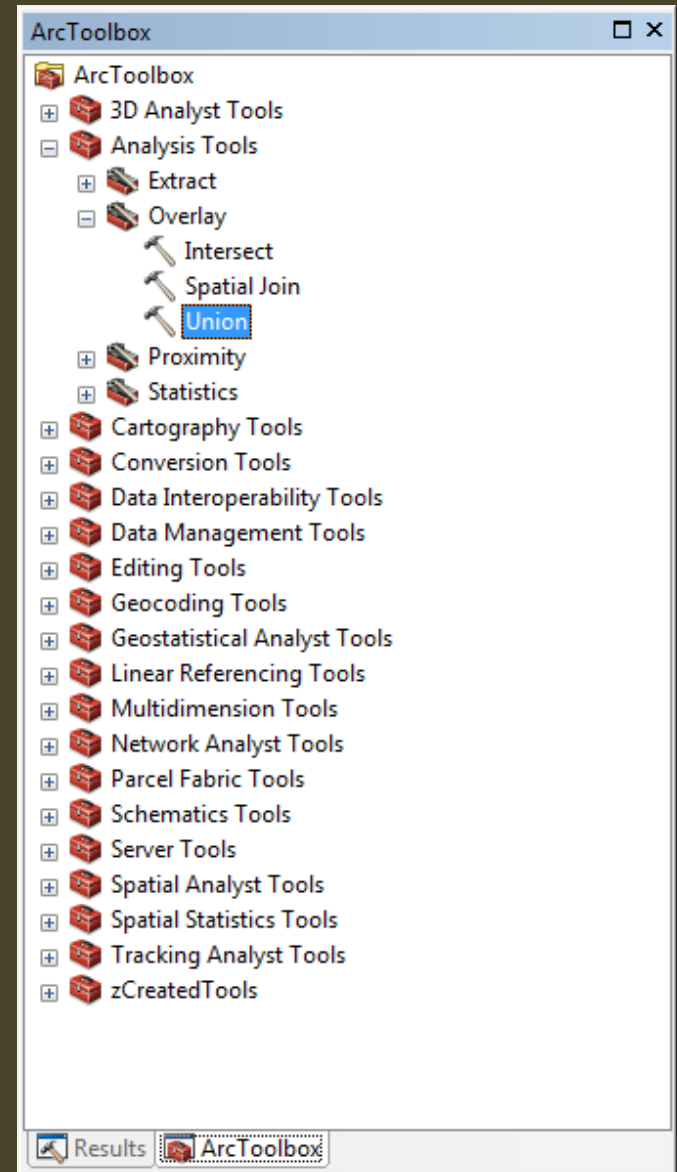 ArcToolbox
ArcToolbox
3D Analyst Tools
Analysis Tools
Extract
Overlay
Intersect
Spatial Join
Union
Proximity
Statistics
Cartography Tools
Conversion Tools
Data Interoperability Tools
Data Management Tools
Editing Tools
Geocoding Tools
Geostatistical Analyst Tools
Linear Referencing Tools
Multidimension Tools
Network Analyst Tools
Parcel Fabric Tools
Schematics Tools
Server Tools
Spatial Analyst Tools
Spatial Statistics Tools
Tracking Analyst Tools
zCreatedTools
Results ArcToolbox